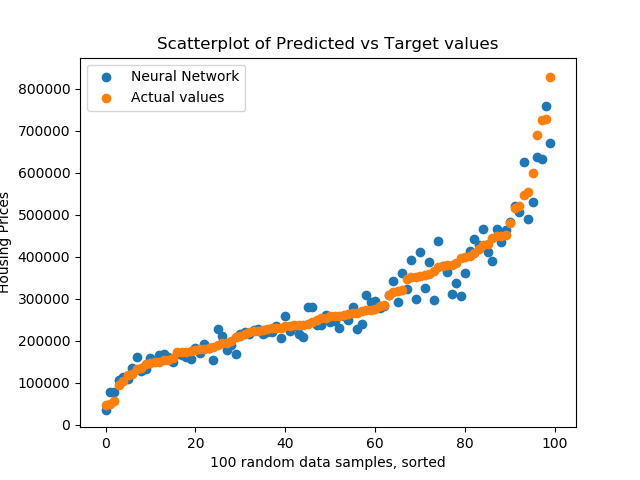 Scatterplot of Predicted vs Target values
Neural Network
Actual values
800000
700000
600000
500000
400000
300000
200000
100000
0
Housing Prices
0 20 40 60 80 100
100 random data samples, sorted